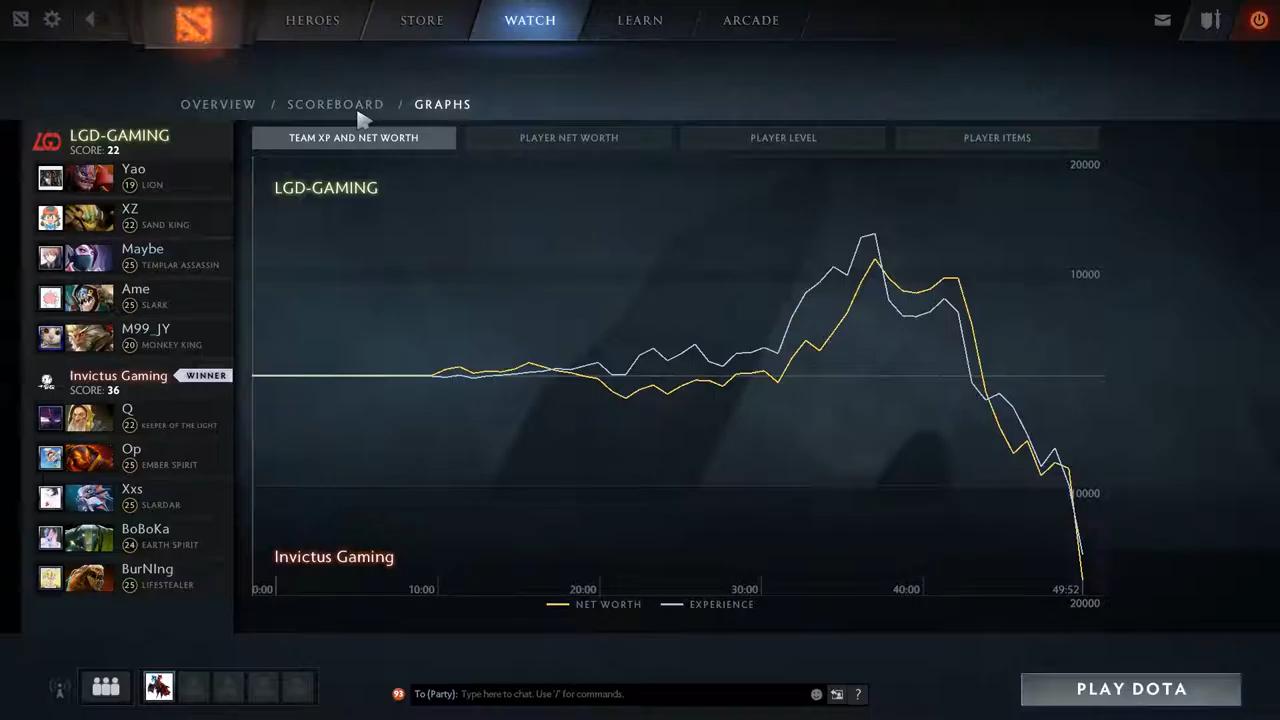 HEROES
STORE
WATCH
LEARN
ARCADE
OVERVIEW / SCOREBOARD / GRAPHS
LGD-GAMING
SCORE: 22
Yao
19 LION
XZ
22 SAND KING
Maybe
25 TEMPLAR ASSASSIN
Ame
25 SLARK
M99_JY
20 MONKEY KING
Invictus Gaming
WINNER
SCORE: 36
Q
22 KEEPER OF THE LIGHT
Op
25 EMBER SPIRIT
Xxs
25 SLARDAR
BoBoKa
24 EARTH SPIRIT
BurNIng
25 LIFESTEALER
TEAM XP AND NET WORTH
PLAYER NET WORTH
PLAYER LEVEL
PLAYER ITEMS
20000
LGD-GAMING
10000
10000
Invictus Gaming
0:00 10:00 20:00 30:00 40:00 49:52
20000
NET WORTH
EXPERIENCE
93 To (Party): Type here to chat. Use '/' for commands.
?
PLAY DOTA